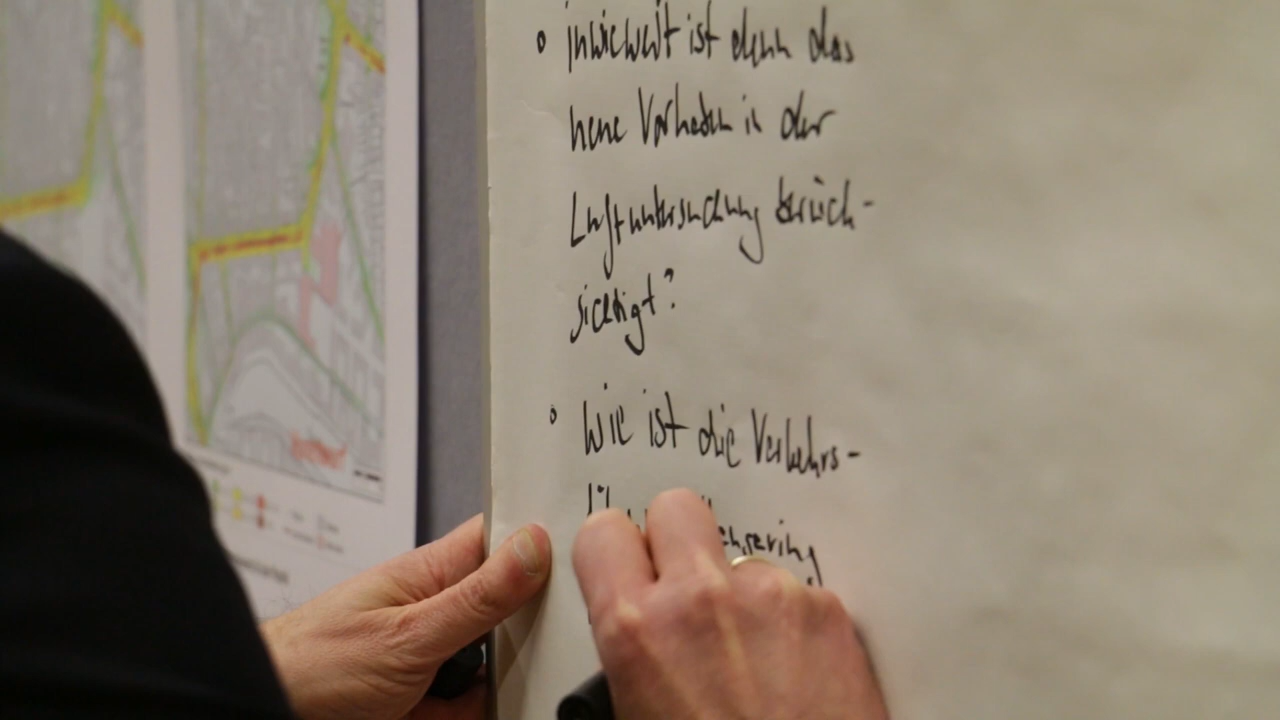 • inwieweit ist denn das
neue Vorhaben in der
Luftuntersuchung berück-
sichtigt?
• Wie ist die Verkehrs-